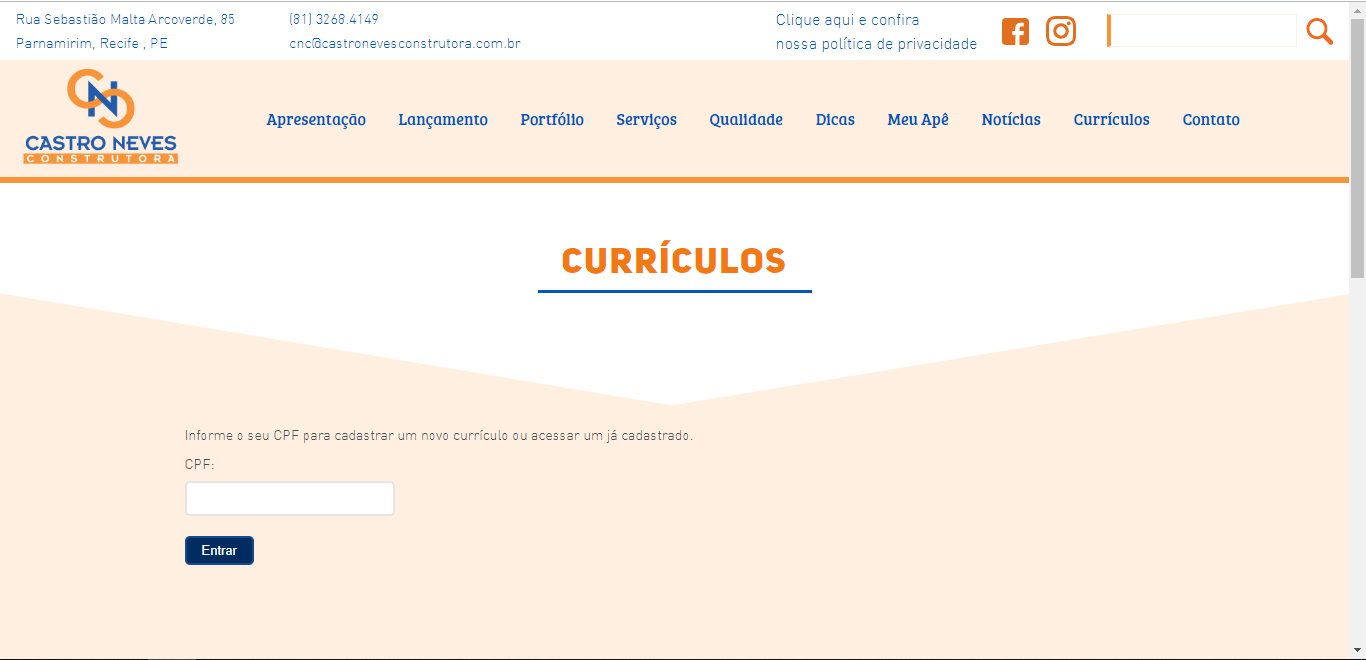 Rua Sebastião Malta Arcoverde, 85
Parnamirim, Recife , PE
(81) 3268.4149
cnc@castronevesconstrutora.com.br
Clique aqui e confira
nossa política de privacidade
CN
CASTRO NEVES
CONSTRUTORA
Apresentação Lançamento Portfólio Serviços Qualidade Dicas Meu Apê Notícias Currículos Contato
CURRÍCULOS
Informe o seu CPF para cadastrar um novo currículo ou acessar um já cadastrado.
CPF:
Entrar